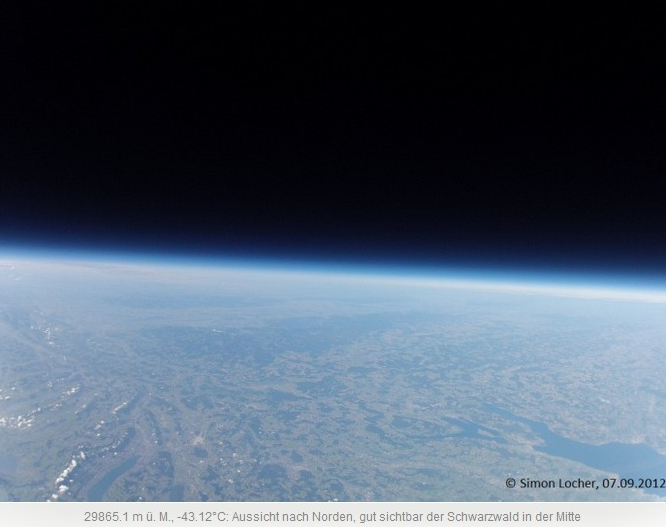 © Simon Locher, 07.09.2012
29865.1 m ü. M., -43.12°C: Aussicht nach Norden, gut sichtbar der Schwarzwald in der Mitte